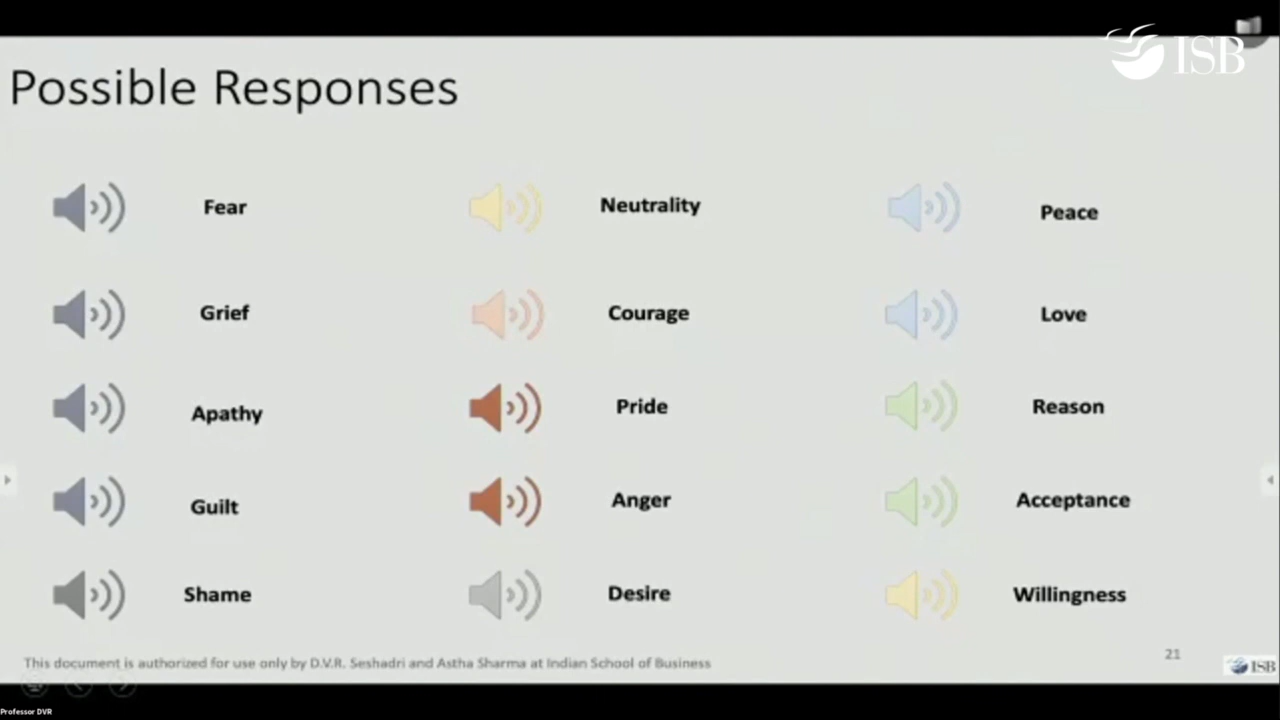 ISB
Possible Responses
Fear
Neutrality
Peace
Grief
Courage
Love
Apathy
Pride
Reason
Guilt
Anger
Acceptance
Shame
Desire
Willingness
This document is authorized for use only by D.V.R. Seshadri and Astha Sharma at Indian School of Business
21
ISB
Professor DVR